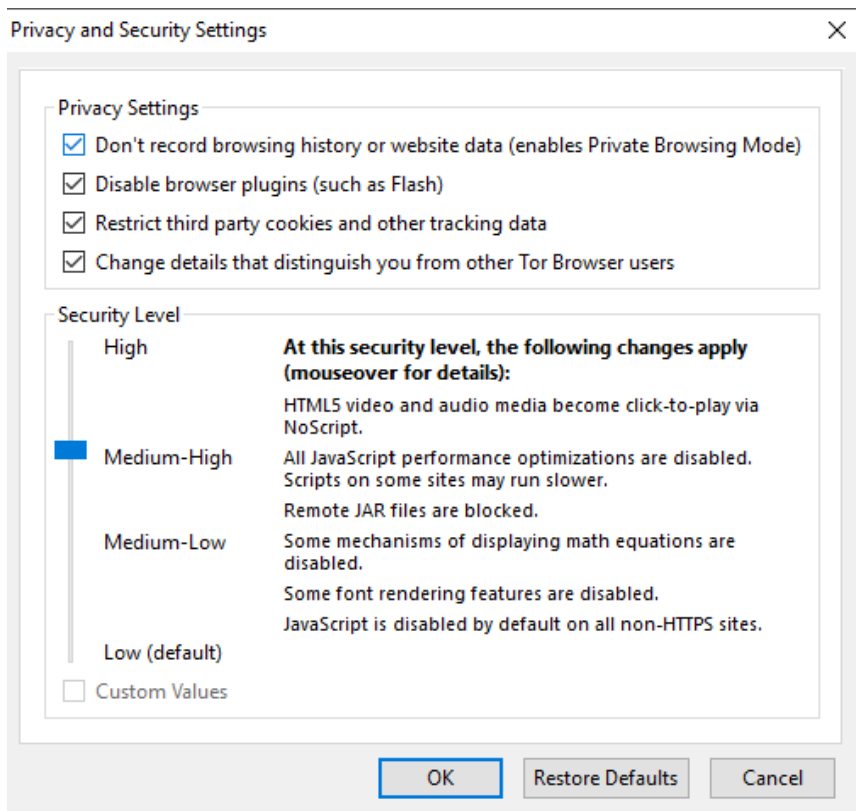 Privacy and Security Settings
Privacy Settings
Don't record browsing history or website data (enables Private Browsing Mode)
Disable browser plugins (such as Flash)
Restrict third party cookies and other tracking data
Change details that distinguish you from other Tor Browser users
Security Level
High
At this security level, the following changes apply
(mouseover for details):
HTML5 video and audio media become click-to-play via
NoScript.
Medium-High
All JavaScript performance optimizations are disabled.
Scripts on some sites may run slower.
Remote JAR files are blocked.
Medium-Low
Some mechanisms of displaying math equations are
disabled.
Some font rendering features are disabled.
JavaScript is disabled by default on all non-HTTPS sites.
Low (default)
Custom Values
OK
Restore Defaults
Cancel